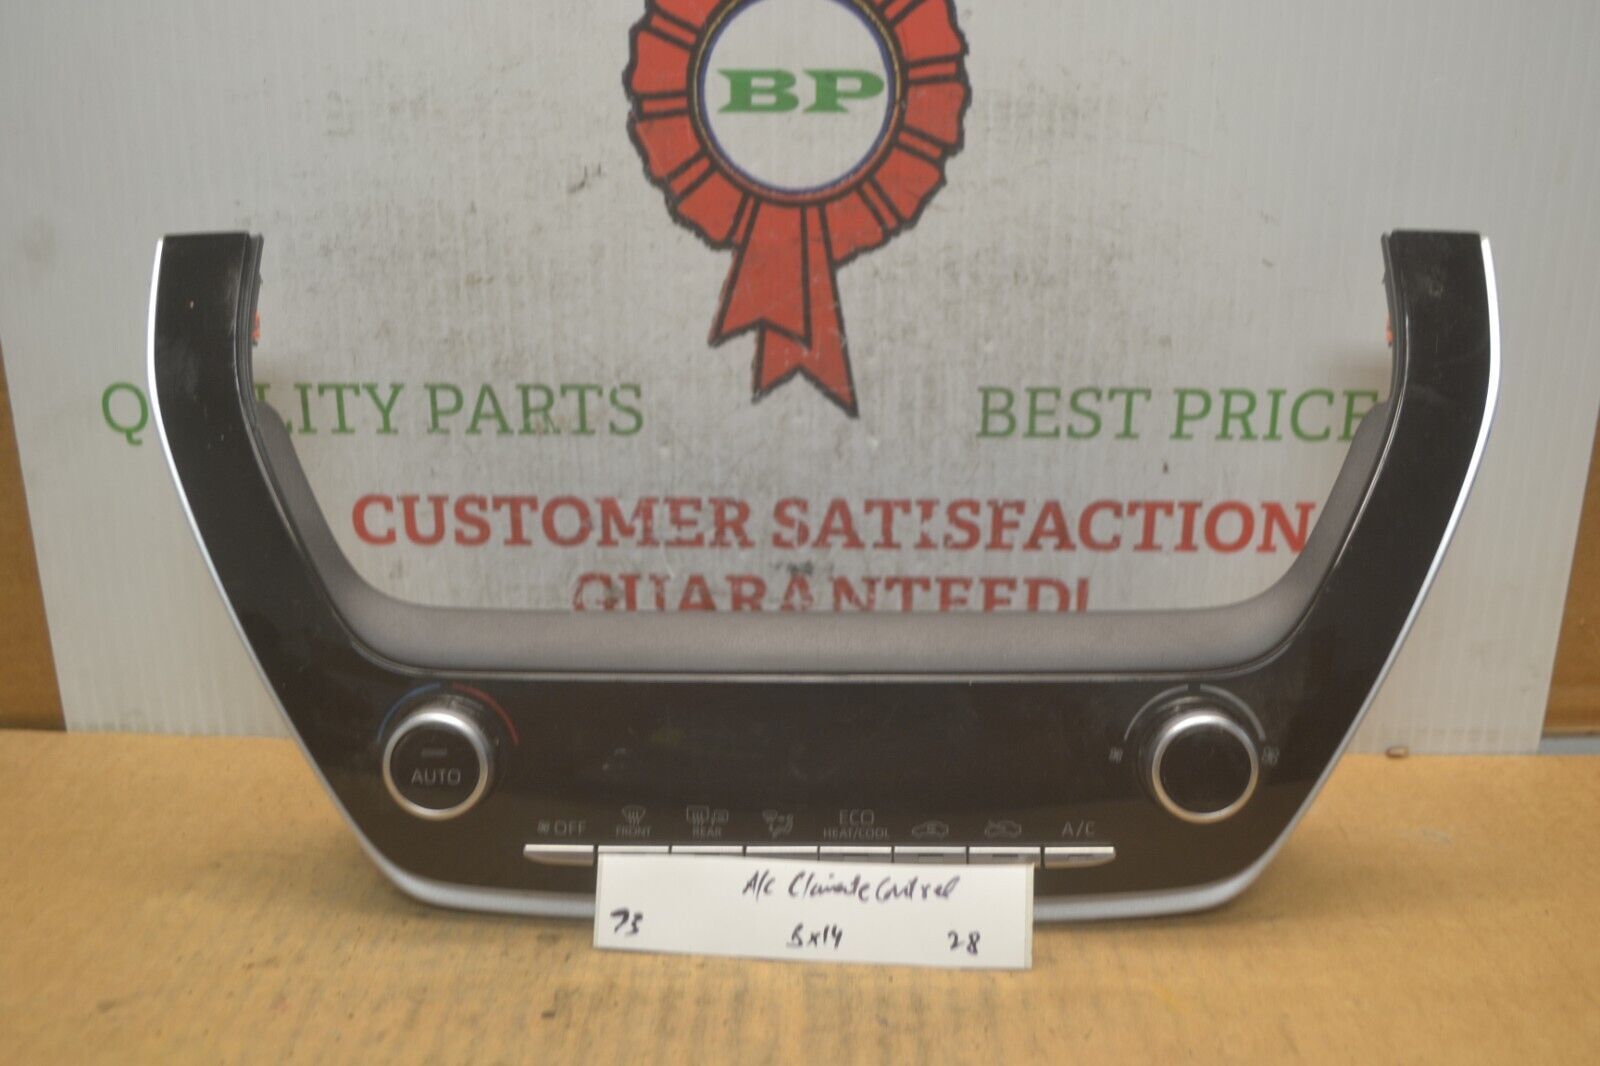 BP
QUALITY PARTS
BEST PRICE
CUSTOMER SATISFACTION
GUARANTEED!
AUTO
OFF
FRONT
REAR
ECO
HEAT/COOL
A/C
A/c Climate Control
73
Bx14
28